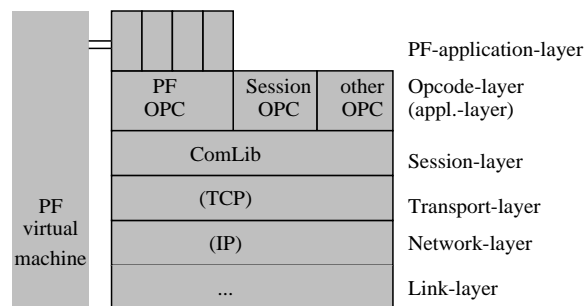 PF-application-layer
PF Session other Opcode-layer
OPC OPC OPC (appl.-layer)
ComLib Session-layer
(TCP) Transport-layer
PF
virtual (IP) Network-layer
machine
... Link-layer